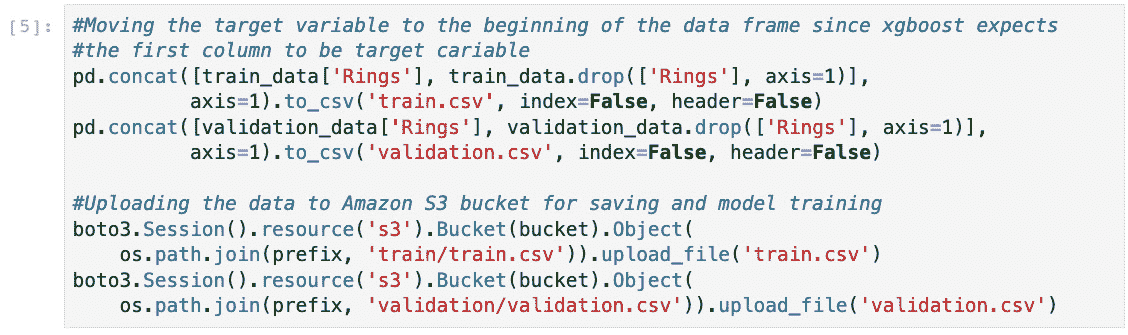 [5]: #Moving the target variable to the beginning of the data frame since xgboost expects
#the first column to be target cariable
pd.concat([train_data['Rings'], train_data.drop(['Rings'], axis=1)],
axis=1).to_csv('train.csv', index=False, header=False)
pd.concat([validation_data['Rings'], validation_data.drop(['Rings'], axis=1)],
axis=1).to_csv('validation.csv', index=False, header=False)
#Uploading the data to Amazon S3 bucket for saving and model training
boto3.Session().resource('s3').Bucket(bucket).Object(
os.path.join(prefix, 'train/train.csv')).upload_file('train.csv')
boto3.Session().resource('s3').Bucket(bucket).Object(
os.path.join(prefix, 'validation/validation.csv')).upload_file('validation.csv')